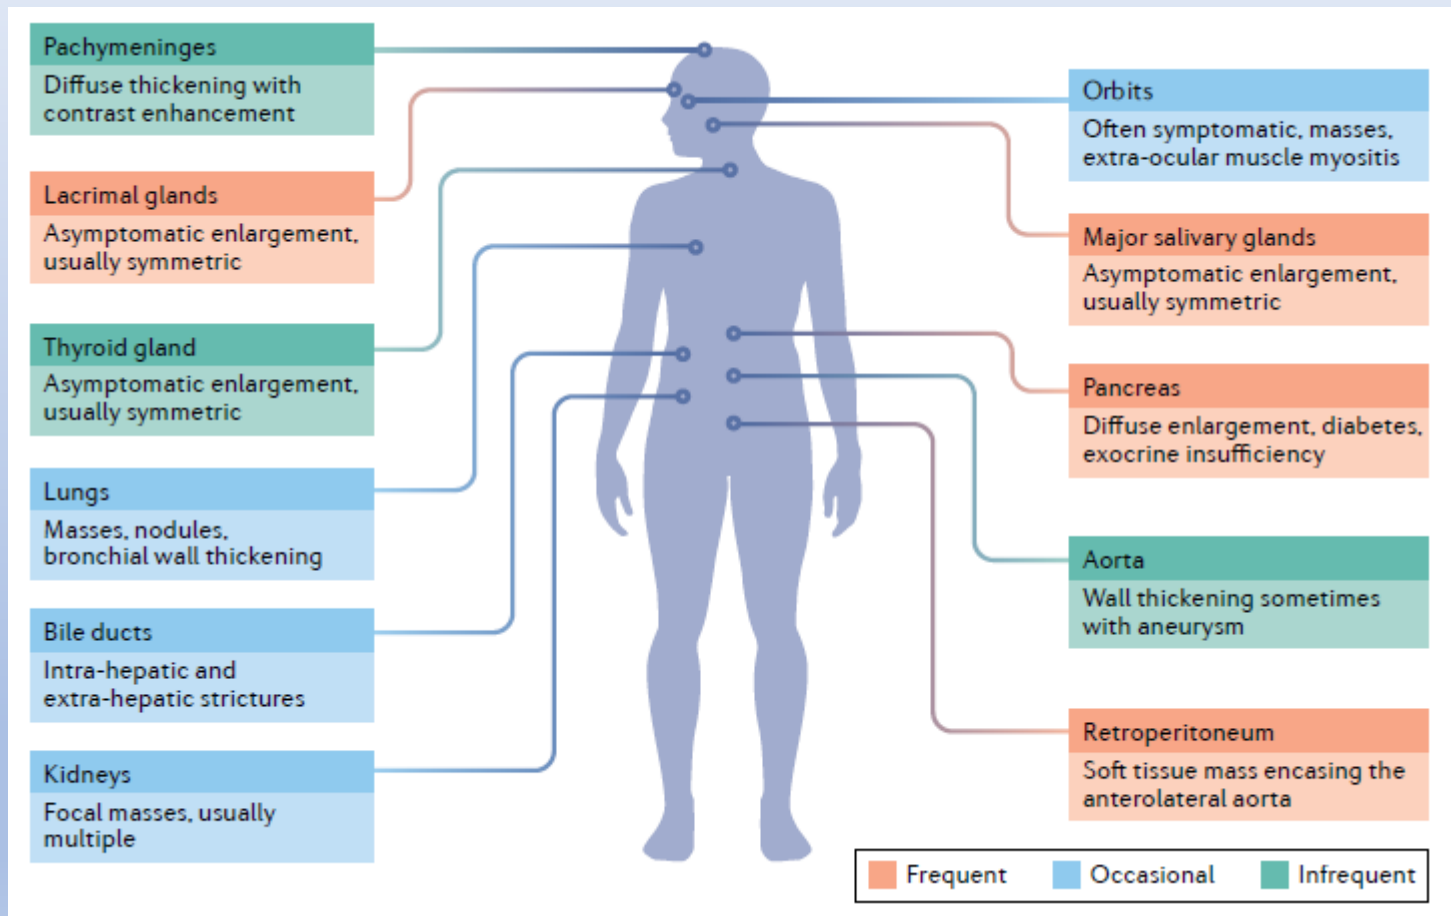 Pachymeninges
Diffuse thickening with
contrast enhancement
Lacrimal glands
Asymptomatic enlargement,
usually symmetric
Thyroid gland
Asymptomatic enlargement,
usually symmetric
Lungs
Masses, nodules,
bronchial wall thickening
Bile ducts
Intra-hepatic and
extra-hepatic strictures
Kidneys
Focal masses, usually
multiple
Orbits
Often symptomatic, masses,
extra-ocular muscle myositis
Major salivary glands
Asymptomatic enlargement,
usually symmetric
Pancreas
Diffuse enlargement, diabetes,
exocrine insufficiency
Aorta
Wall thickening sometimes
with aneurysm
Retroperitoneum
Soft tissue mass encasing the
anterolateral aorta
Frequent Occasional Infrequent